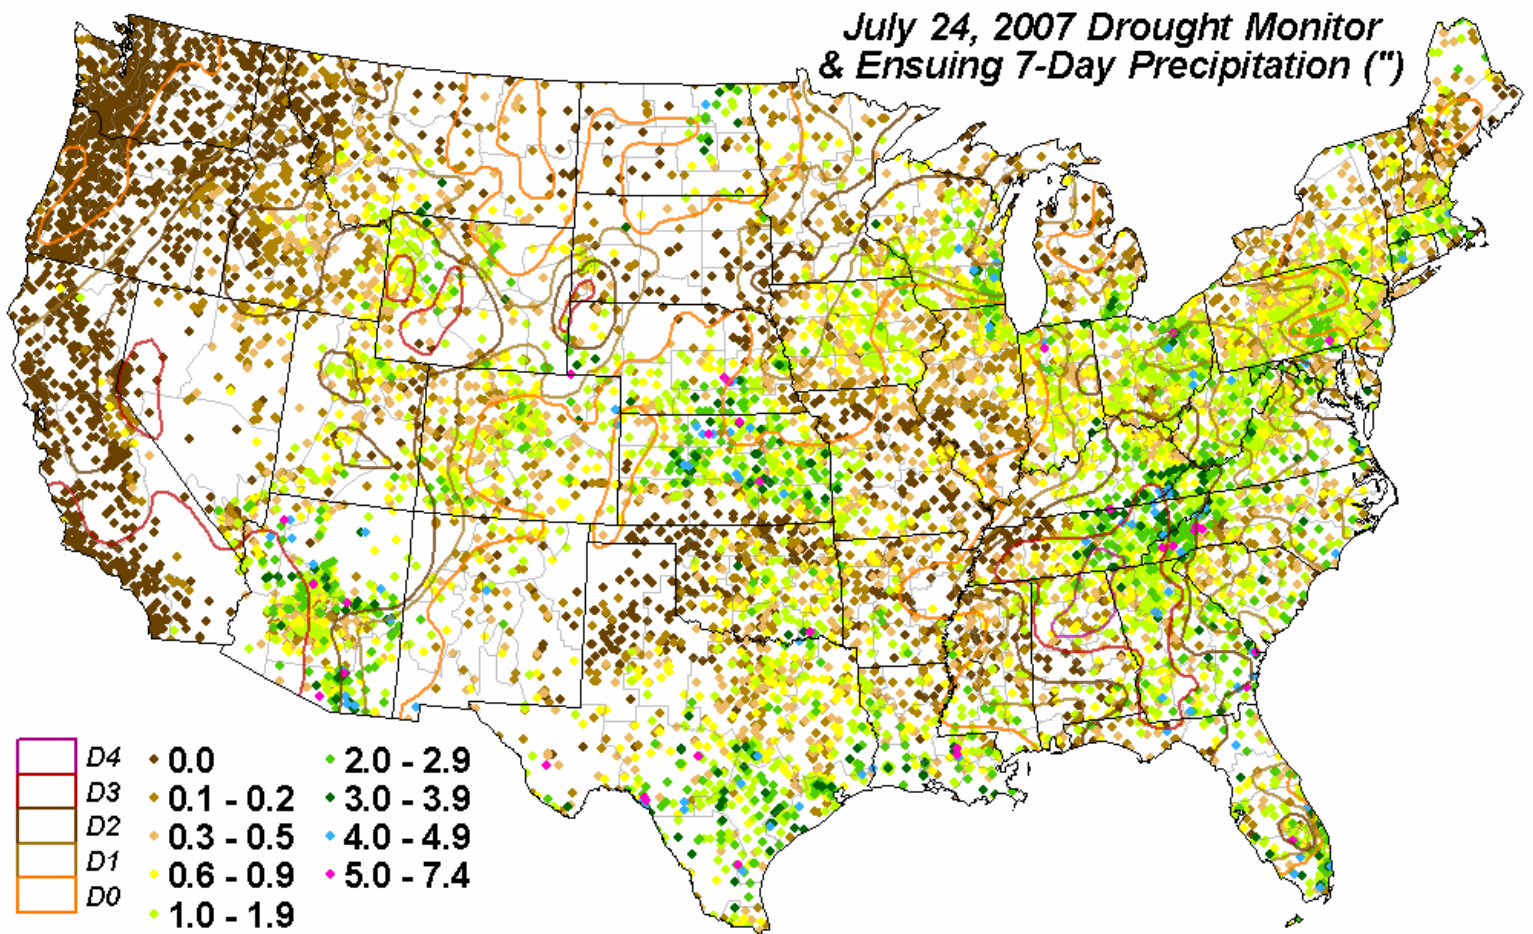 July 24, 2007 Drought Monitor
& Ensuing 7-Day Precipitation (")
D4
D3
D2
D1
D0
0.0
0.1 - 0.2
0.3 - 0.5
0.6 - 0.9
1.0 - 1.9
2.0 - 2.9
3.0 - 3.9
4.0 - 4.9
5.0 - 7.4